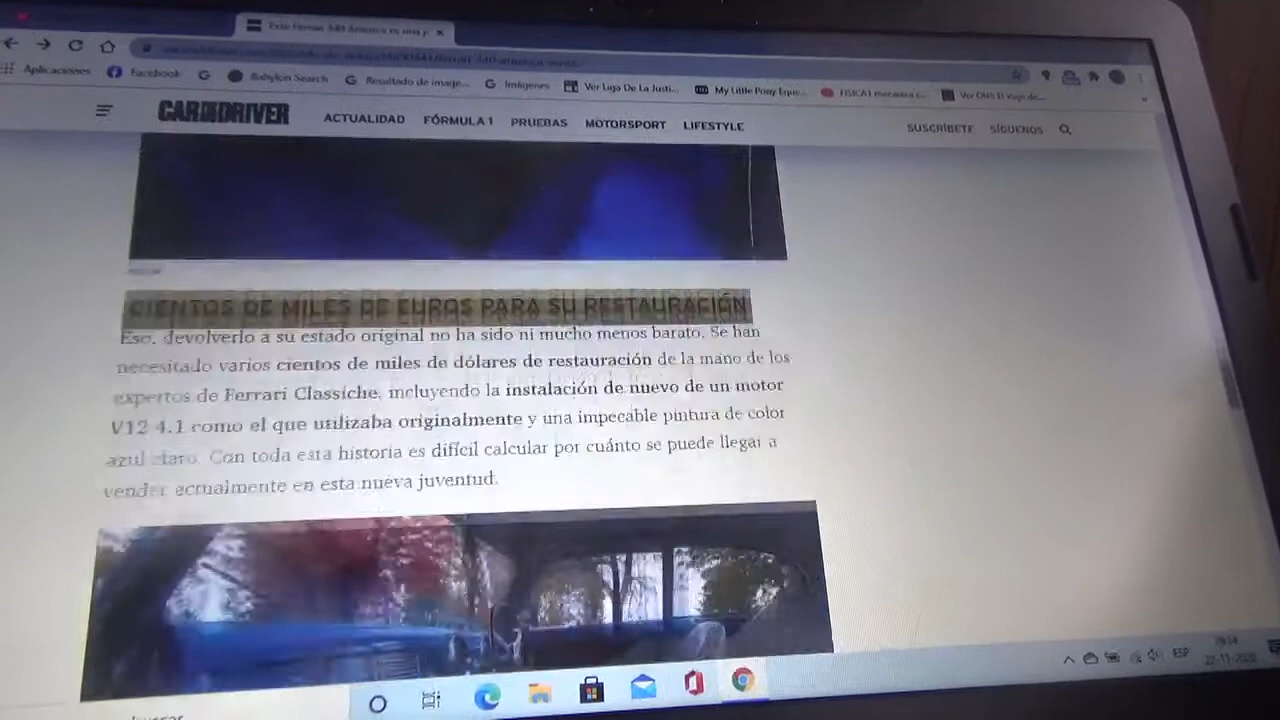 Este Ferrari 340 America es una
Aplicaciones Facebook Babylon Search Resultado de image... Imágenes Ver Liga De La Justi... My Little Pony Eque... FISICA1 mecanica c... Ver
CAR AND DRIVER ACTUALIDAD FÓRMULA 1 PRUEBAS MOTORSPORT LIFESTYLE SUSCRÍBETE SÍGUENOS
CIENTOS DE MILES DE EUROS PARA SU RESTAURACIÓN
Eso, devolverlo a su estado original no ha sido ni mucho menos barato. Se han
necesitado varios cientos de miles de dólares de restauración de la mano de los
expertos de Ferrari Classiche, incluyendo la instalación de nuevo de un motor
V12 4.1 como el que utilizaba originalmente y una impecable pintura de color
azul claro. Con toda esta historia es difícil calcular por cuánto se puede llegar a
vender actualmente en esta nueva juventud.
ESP
22-11-2020